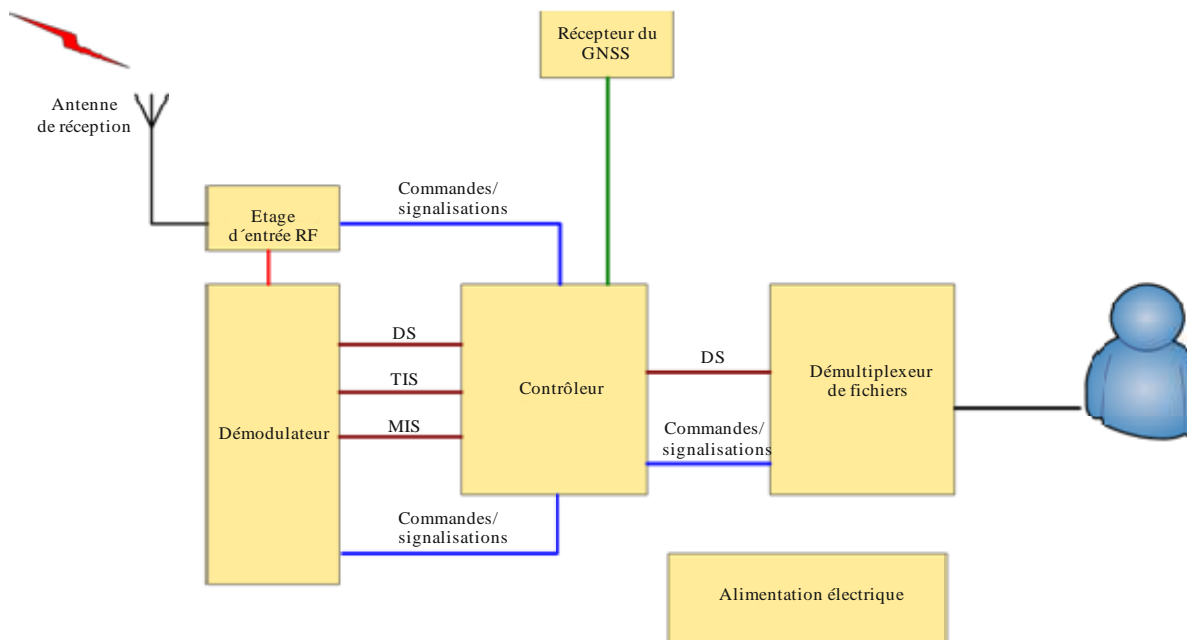 Récepteur du
GNSS
Antenne
de réception
Commandes/
signalisations
Etage
d´entrée RF
DS
TIS
MIS
Démodulateur
Contrôleur
DS
Commandes/
signalisations
Démultiplexeur
de fichiers
Commandes/
signalisations
Alimentation électrique